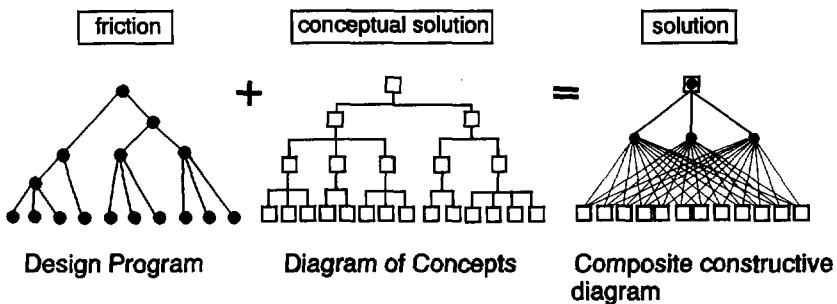 friction
conceptual solution
solution
+
=
Design Program
Diagram of Concepts
Composite constructive
diagram